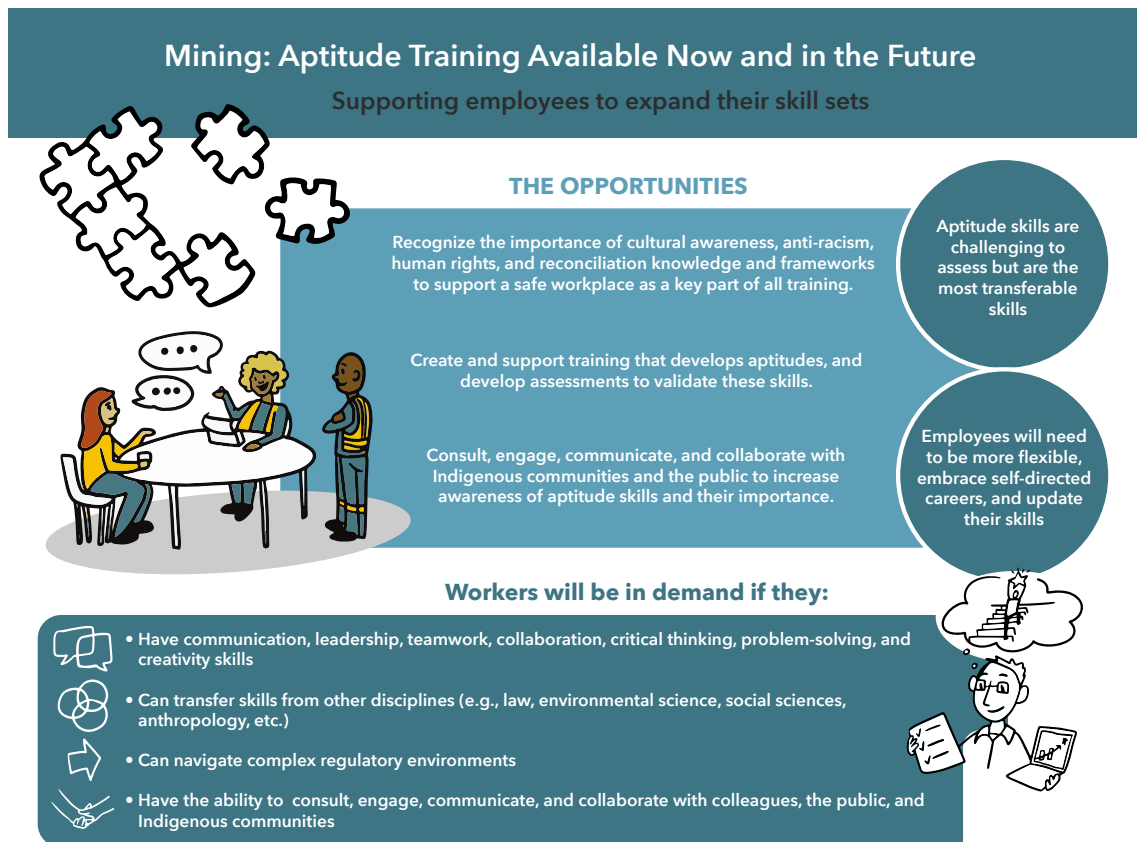 Mining: Aptitude Training Available Now and in the Future
Supporting employees to expand their skill sets
THE OPPORTUNITIES
Recognize the importance of cultural awareness, anti-racism,
human rights, and reconciliation knowledge and frameworks
to support a safe workplace as a key part of all training.
Create and support training that develops aptitudes, and
develop assessments to validate these skills.
Consult, engage, communicate, and collaborate with
Indigenous communities and the public to increase
awareness of aptitude skills and their importance.
Aptitude skills are
challenging to
assess but are the
most transferable
skills
Employees will need
to be more flexible,
embrace self-directed
careers, and update
their skills
Workers will be in demand if they:
• Have communication, leadership, teamwork, collaboration, critical thinking, problem-solving, and
creativity skills
• Can transfer skills from other disciplines (e.g., law, environmental science, social sciences,
anthropology, etc.)
• Can navigate complex regulatory environments
• Have the ability to  consult, engage, communicate, and collaborate with colleagues, the public, and
Indigenous communities